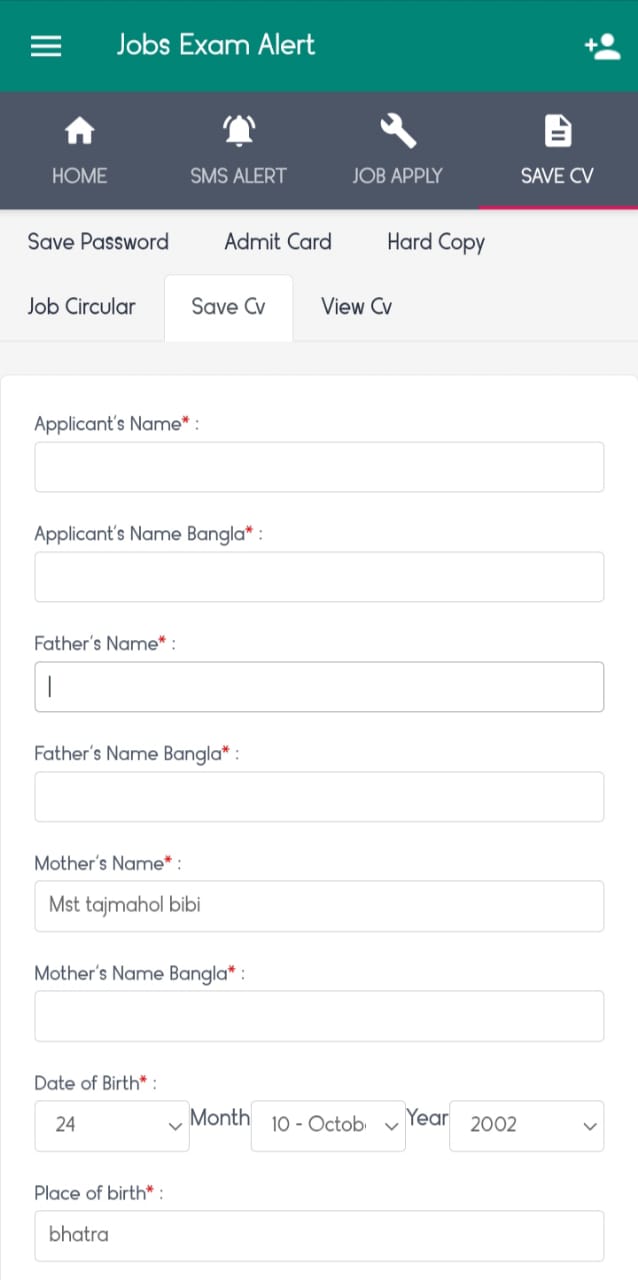 Jobs Exam Alert
HOME SMS ALERT JOB APPLY SAVE CV
Save Password Admit Card Hard Copy
Job Circular Save Cv View Cv
Applicant's Name* :
Applicant's Name Bangla* :
Father's Name* :
Father's Name Bangla* :
Mother's Name* :
Mst tajmahol bibi
Mother's Name Bangla* :
Date of Birth* :
24 Month 10 - Octob Year 2002
Place of birth* :
bhatra